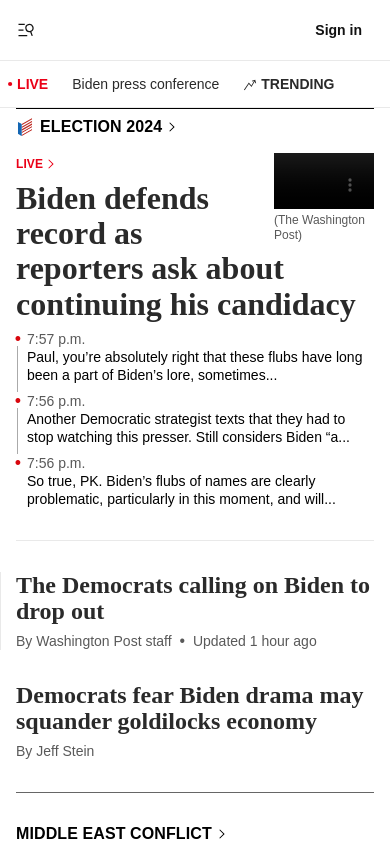 Sign in
• LIVE
Biden press conference
TRENDING
ELECTION 2024
LIVE
Biden defends
record as
reporters ask about
continuing his candidacy
(The Washington
Post)
7:57 p.m.
Paul, you’re absolutely right that these flubs have long
been a part of Biden’s lore, sometimes...
7:56 p.m.
Another Democratic strategist texts that they had to
stop watching this presser. Still considers Biden “a...
7:56 p.m.
So true, PK. Biden’s flubs of names are clearly
problematic, particularly in this moment, and will...
The Democrats calling on Biden to
drop out
By Washington Post staff • Updated 1 hour ago
Democrats fear Biden drama may
squander goldilocks economy
By Jeff Stein
MIDDLE EAST CONFLICT